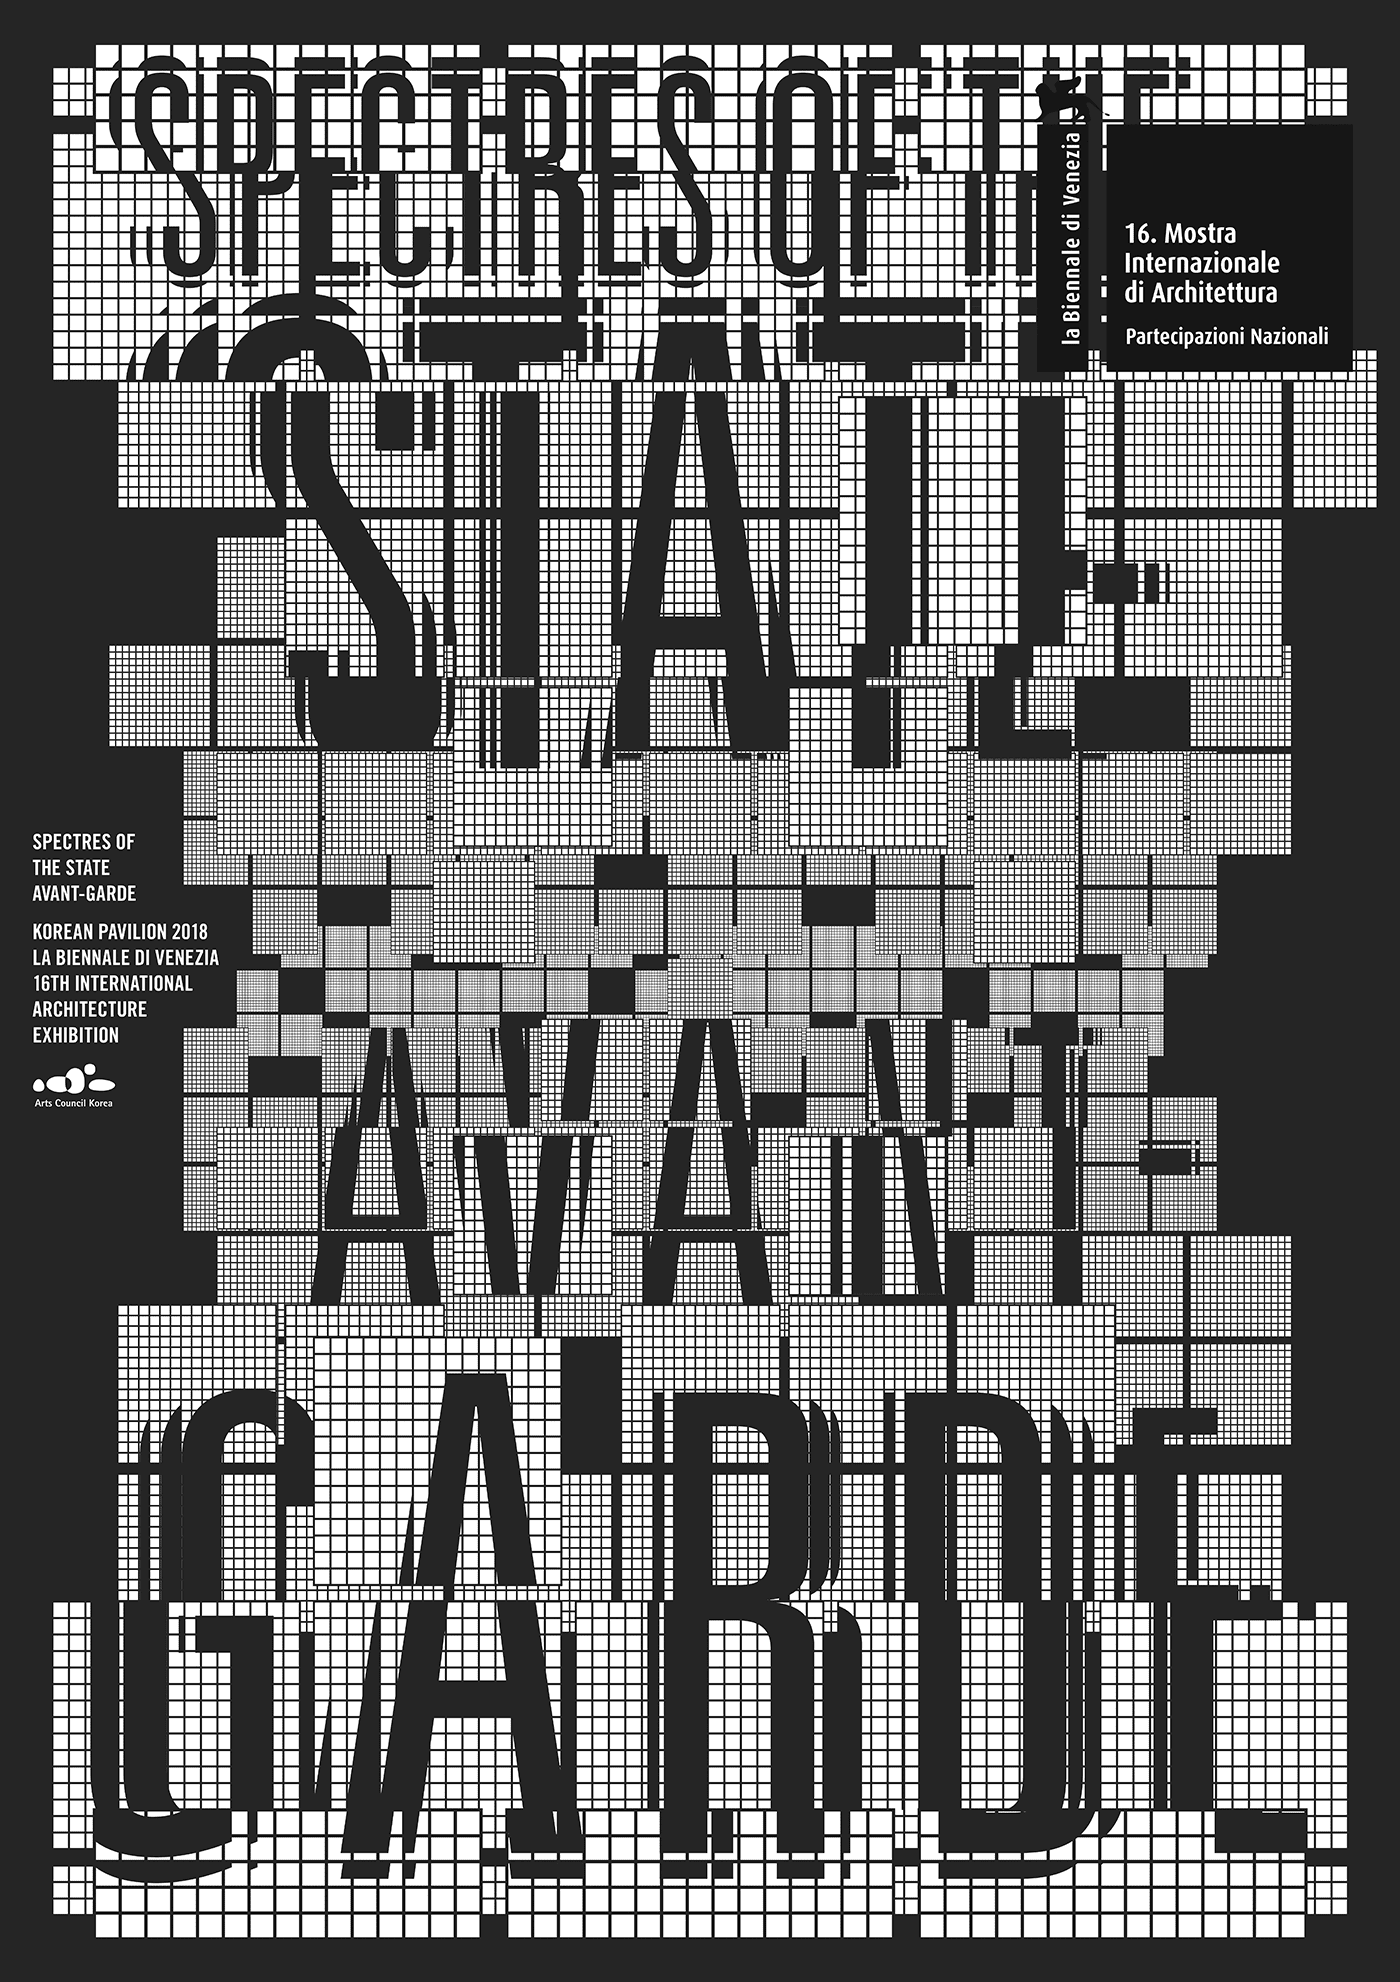 SPECTRES OF THE
STATE
AVANT-
GARDE
la Biennale di Venezia
16. Mostra
Internazionale
di Architettura
Partecipazioni Nazionali
SPECTRES OF
THE STATE
AVANT-GARDE
KOREAN PAVILION 2018
LA BIENNALE DI VENEZIA
16TH INTERNATIONAL
ARCHITECTURE
EXHIBITION
Arts Council Korea